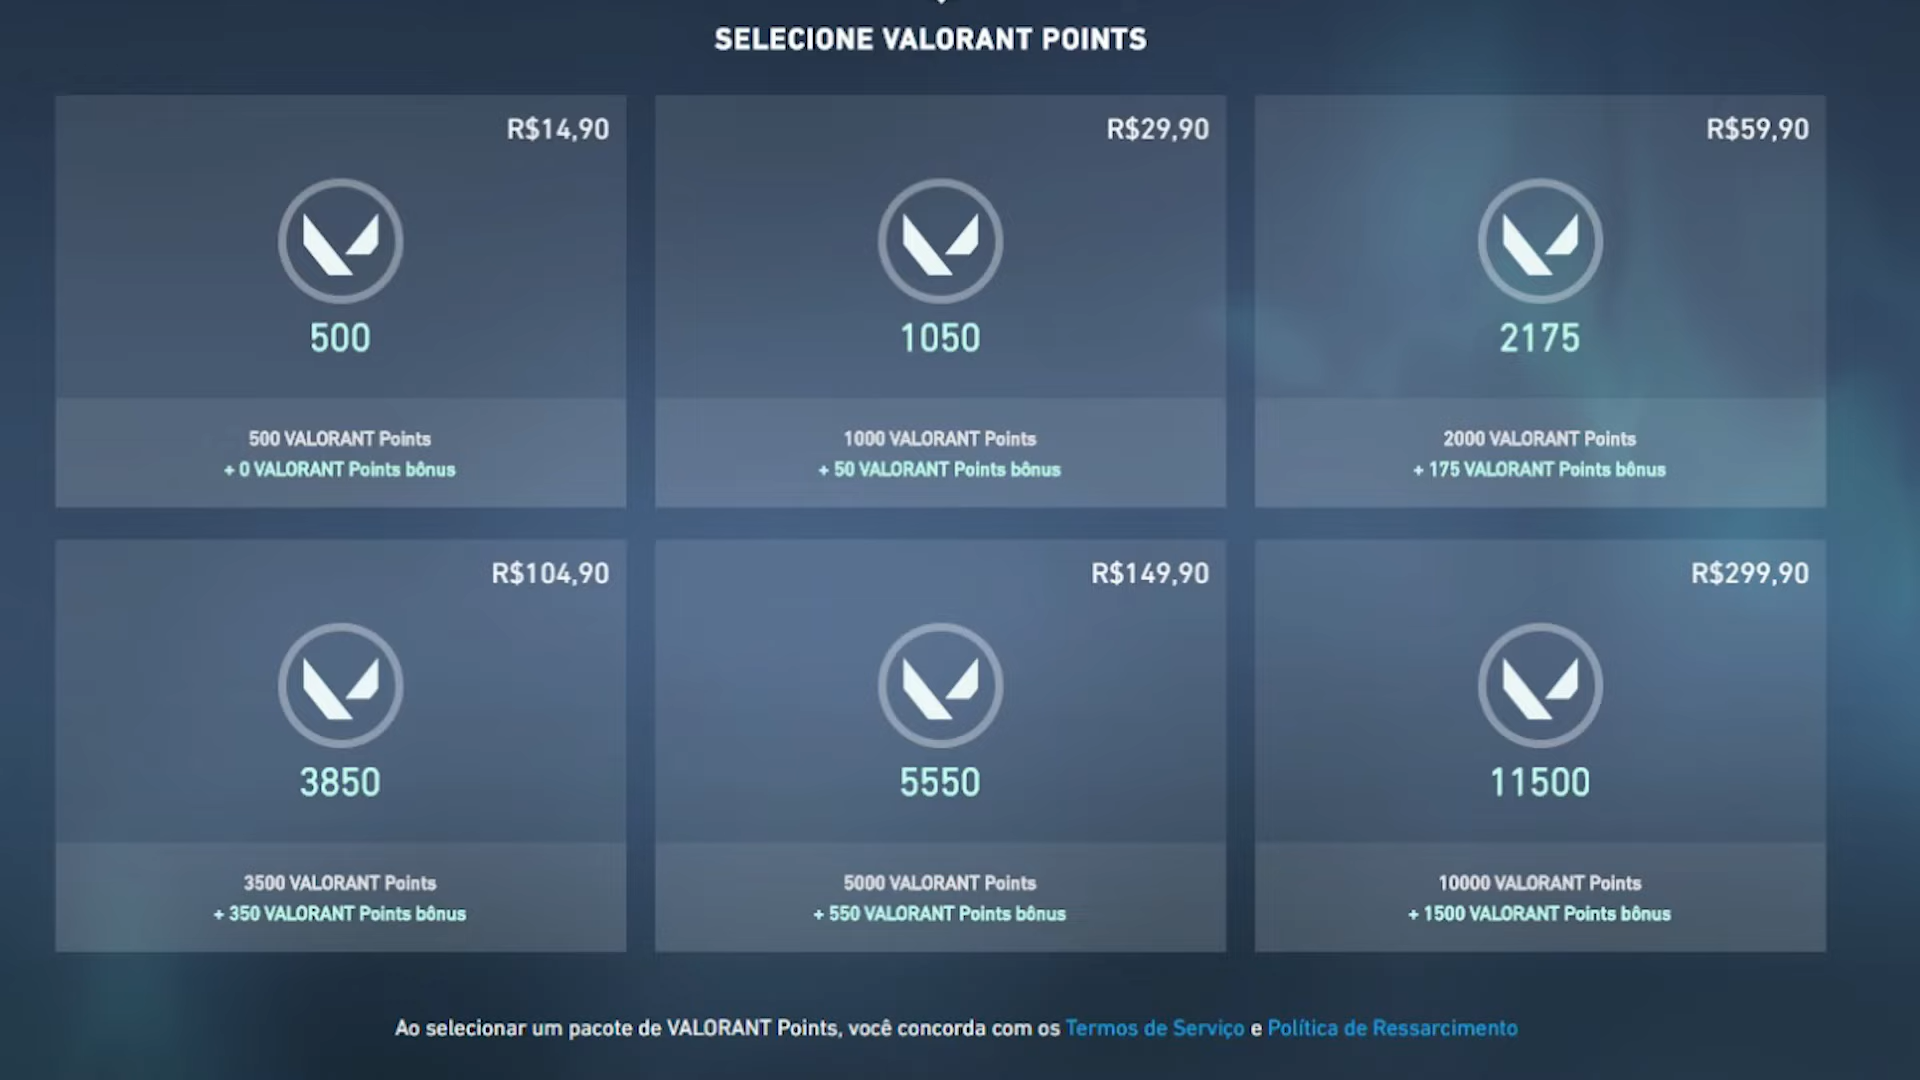 SELECIONE VALORANT POINTS
R$14,90
500
500 VALORANT Points
+ 0 VALORANT Points bônus
R$29,90
1050
1000 VALORANT Points
+ 50 VALORANT Points bônus
R$59,90
2175
2000 VALORANT Points
+ 175 VALORANT Points bônus
R$104,90
3850
3500 VALORANT Points
+ 350 VALORANT Points bônus
R$149,90
5550
5000 VALORANT Points
+ 550 VALORANT Points bônus
R$299,90
11500
10000 VALORANT Points
+ 1500 VALORANT Points bônus
Ao selecionar um pacote de VALORANT Points, você concorda com os Termos de Serviço e Política de Ressarcimento